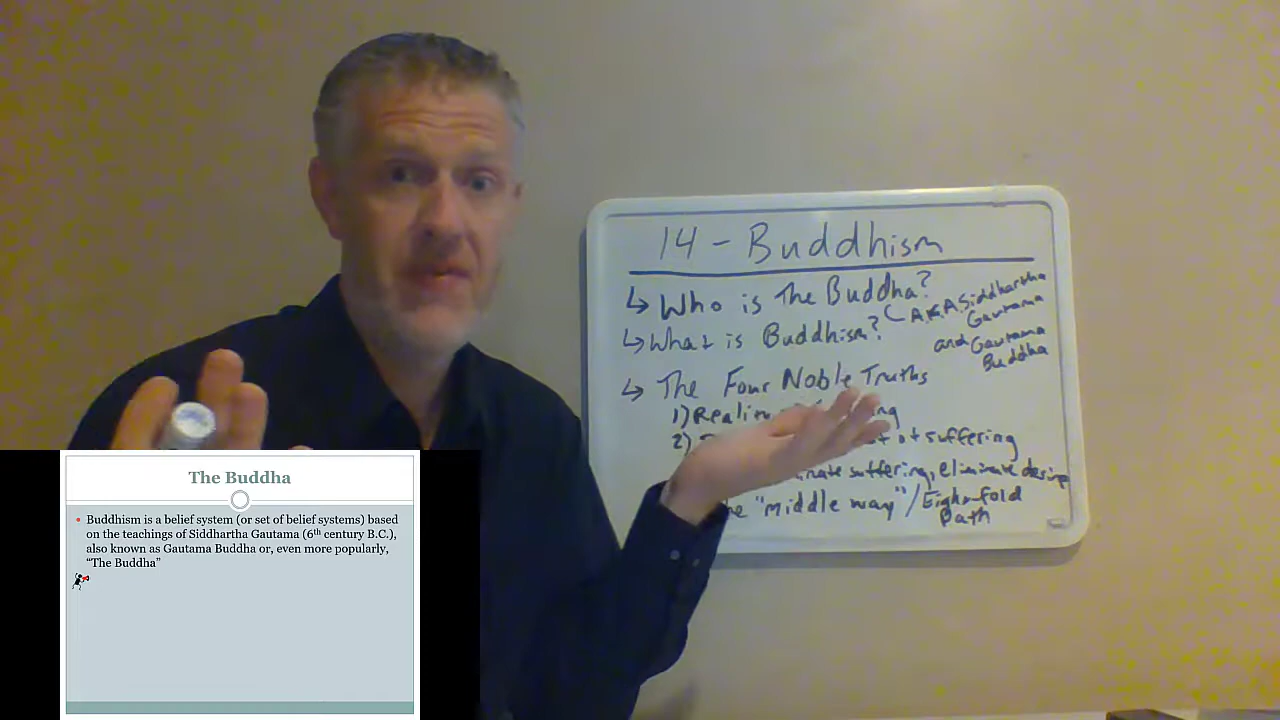 14 - Buddhism
↳ Who is The Buddha?
A.K.A. Siddhartha
Gautama
and Gautama
Buddha
↳ What is Buddhism?
↳ The Four Noble Truths
1) Reali
2)
of suffering
suffering, eliminate desire
"middle way"/Eight-fold
Path
The Buddha
• Buddhism is a belief system (or set of belief systems) based
on the teachings of Siddhartha Gautama (6th century B.C.),
also known as Gautama Buddha or, even more popularly,
“The Buddha”